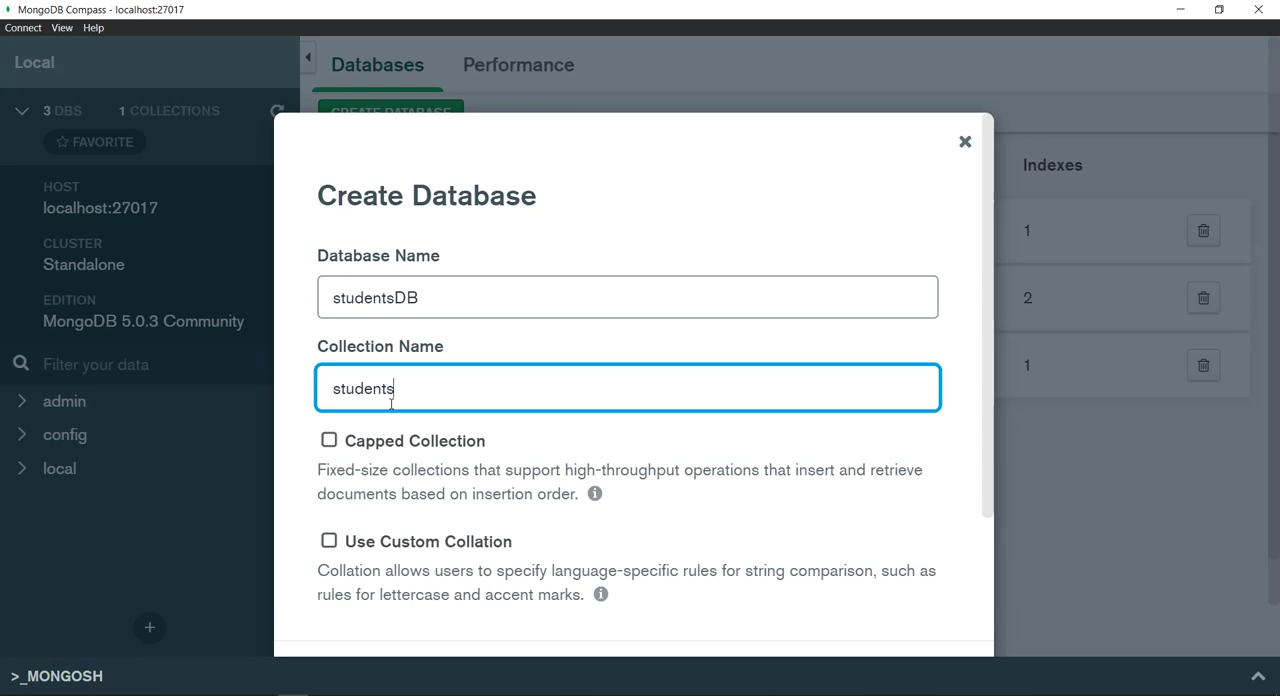 MongoDB Compass - localhost:27017
Connect View Help
Local
Databases Performance
3 DBS 1 COLLECTIONS
CREATE DATABASE
FAVORITE
HOST
localhost:27017
CLUSTER
Standalone
EDITION
MongoDB 5.0.3 Community
Filter your data
admin
config
local
Create Database
Database Name
studentsDB
Collection Name
students
Capped Collection
Fixed-size collections that support high-throughput operations that insert and retrieve
documents based on insertion order.
Use Custom Collation
Collation allows users to specify language-specific rules for string comparison, such as
rules for lettercase and accent marks.
Indexes
1
2
1
>_MONGOSH